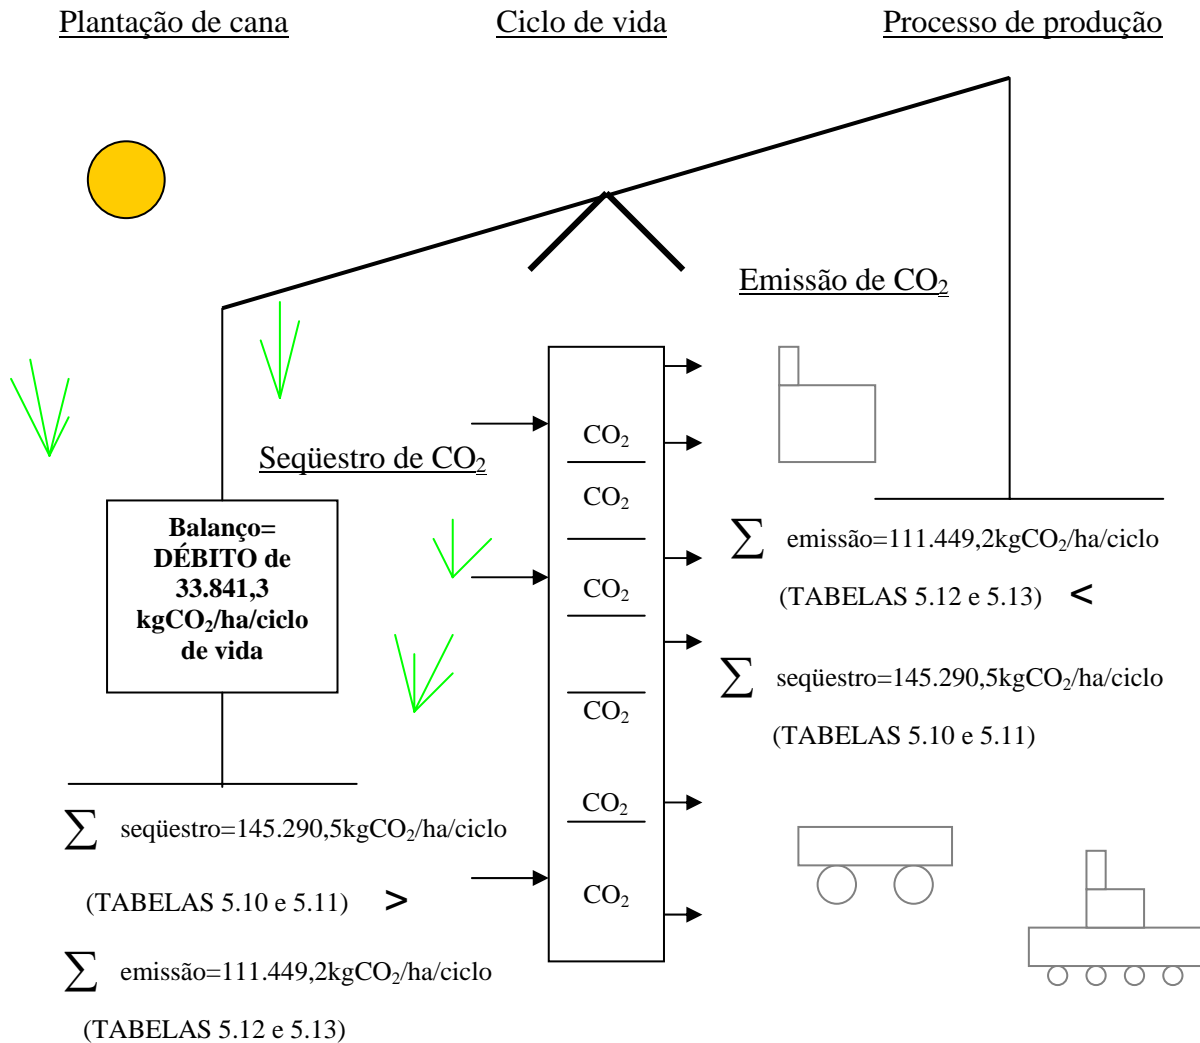 Plantação de cana
Ciclo de vida
Processo de produção
Emissão de CO₂
Seqüestro de CO₂
Balanço=
DÉBITO de
33.841,3
kgCO₂/ha/ciclo
de vida
CO₂
CO₂
CO₂
CO₂
CO₂
CO₂
∑ emissão=111.449,2kgCO₂/ha/ciclo
(TABELAS 5.12 e 5.13) <
∑ seqüestro=145.290,5kgCO₂/ha/ciclo
(TABELAS 5.10 e 5.11)
∑ seqüestro=145.290,5kgCO₂/ha/ciclo
(TABELAS 5.10 e 5.11) >
∑ emissão=111.449,2kgCO₂/ha/ciclo
(TABELAS 5.12 e 5.13)